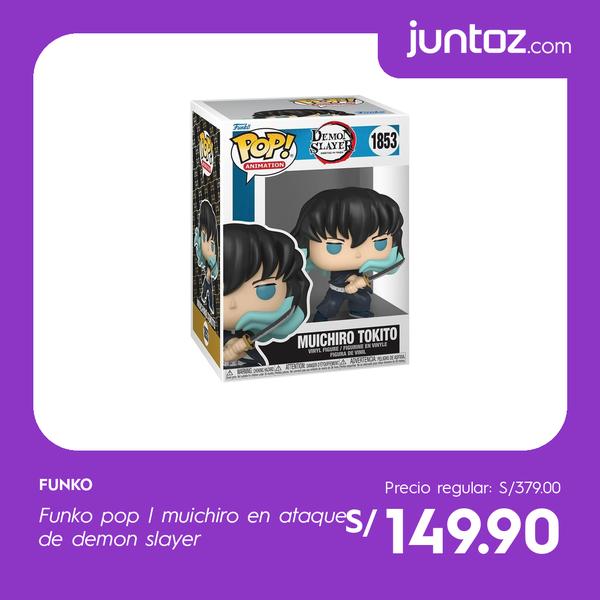 juntoz.com
Funko
POP!
ANIMATION
DEMON
SLAYER
1853
MUICHIRO TOKITO
VINYL FIGURE / FIGURINE EN VINYLE
FIGURA DE VINIL
FUNKO
Precio regular: S/379.00
Funko pop | muichiro en ataque
de demon slayer
S/ 149.90